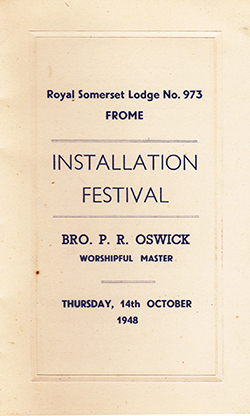 Royal Somerset Lodge No. 973
FROME
INSTALLATION
FESTIVAL
BRO. P. R. OSWICK
WORSHIPFUL MASTER
THURSDAY, 14th OCTOBER
1948